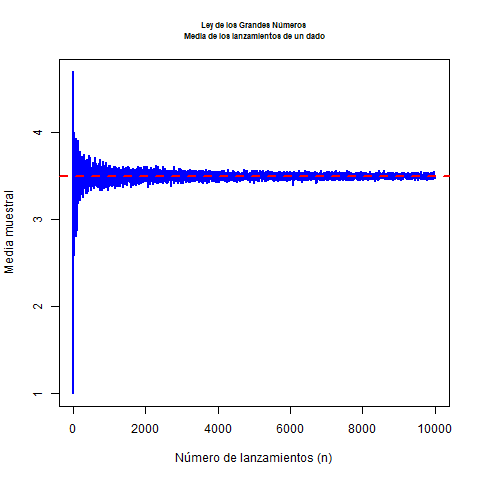 Ley de los Grandes Números
Media de los lanzamientos de un dado
Media muestral
4
3
2
1
0 2000 4000 6000 8000 10000
Número de lanzamientos (n)